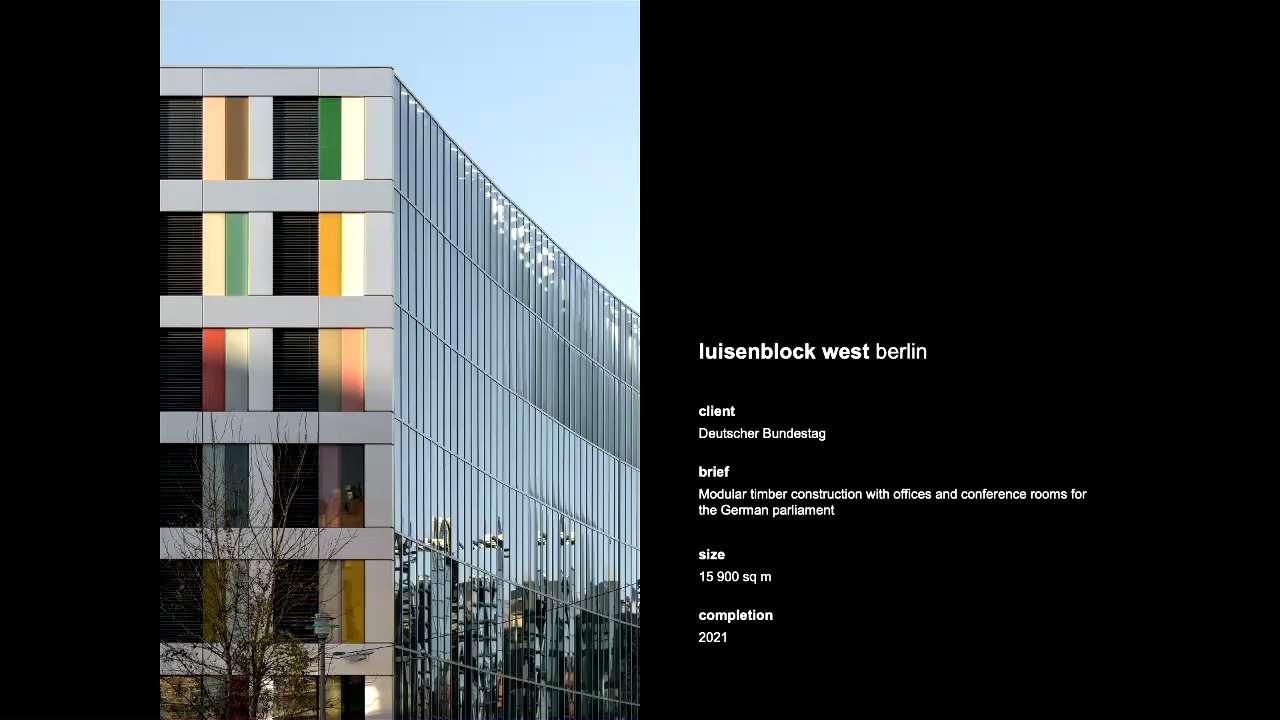 luisenblock west berlin
client
Deutscher Bundestag
brief
Modular timber construction with offices and conference rooms for
the German parliament
size
15 900 sq m
completion
2021